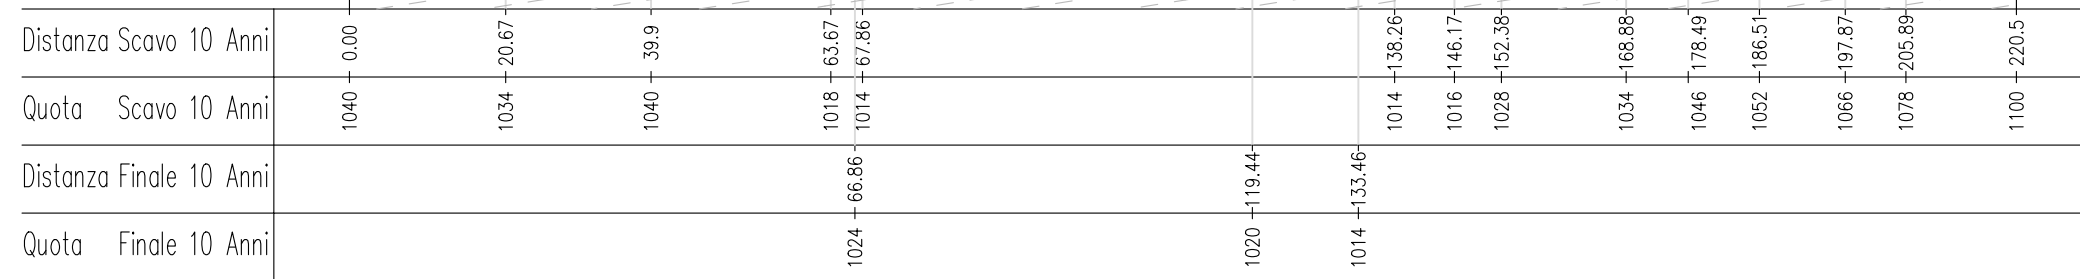 Distanza Scavo 10 Anni 0.00 20.67 39.9 63.67 67.86 138.26 146.17 152.38 168.88 178.49 186.51 197.87 205.89 220.5
Quota Scavo 10 Anni 1040 1034 1040 1018 1014 1014 1016 1028 1034 1046 1052 1066 1078 1100
Distanza Finale 10 Anni 66.86 119.44 133.46
Quota Finale 10 Anni 1024 1020 1014